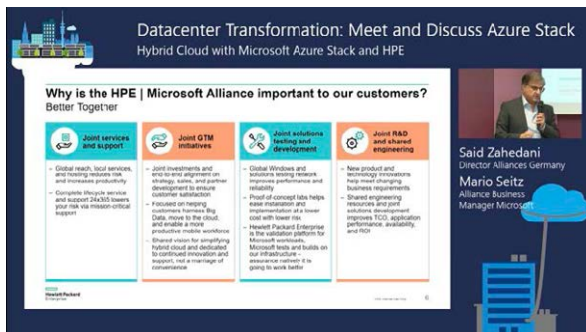 Datacenter Transformation: Meet and Discuss Azure Stack
Hybrid Cloud with Microsoft Azure Stack and HPE
Why is the HPE | Microsoft Alliance important to our customers?
Better Together
Joint services
and support
– Global reach, local services,
and hosting reduces risk
and increases productivity
– Complete lifecycle service
and support 24x365 lowers
your risk via mission-critical
support
Joint GTM
initiatives
– Joint investments and
end-to-end alignment on
strategy, sales, and partner
development to ensure
customer satisfaction
– Focused on helping
customers harness Big
Data, move to the cloud,
and enable a more
productive mobile workforce
– Shared vision for simplifying
hybrid cloud and dedicated
to continued innovation and
support, not a marriage of
convenience
Joint solutions
testing and
development
– Global Windows and
solutions testing network
improves performance and
reliability
– Proof-of-concept labs helps
ease installation and
implementation at a lower
cost with lower risk
– Hewlett Packard Enterprise
is the validation platform for
Microsoft workloads,
Microsoft tests and builds on
our infrastructure -
assurance natively it is
going to work better
Joint R&D
and shared
engineering
– New product and
technology innovations
help meet changing
business requirements
– Shared engineering
resources and joint
solutions development
improves TCO, application
performance, availability,
and ROI
Hewlett Packard
Enterprise
6
Said Zahedani
Director Alliances Germany
Mario Seitz
Alliance Business
Manager Microsoft